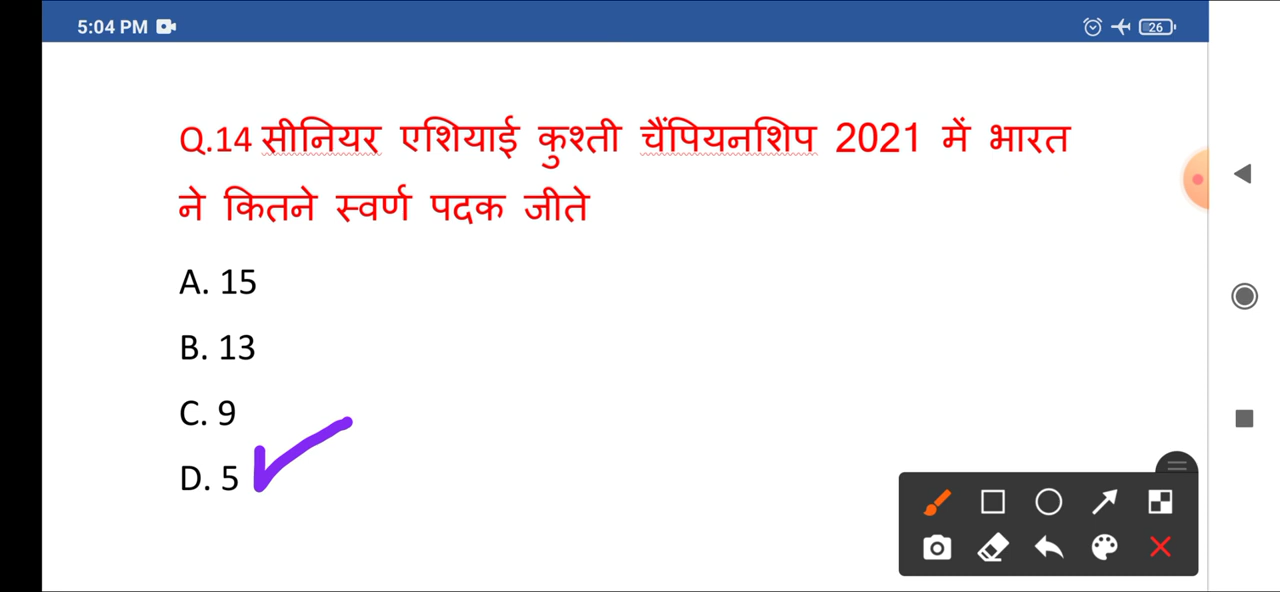 5:04 PM
26
Q.14 सीनियर एशियाई कुश्ती चैंपियनशिप 2021 में भारत
ने कितने स्वर्ण पदक जीते
A. 15
B. 13
C. 9
D. 5